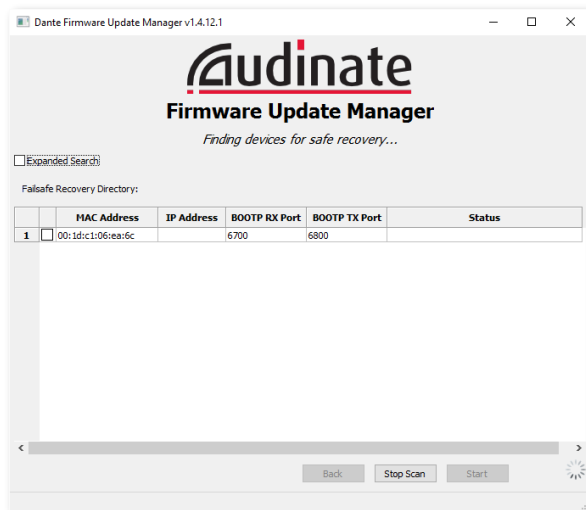 Dante Firmware Update Manager v1.4.12.1
Audinate
Firmware Update Manager
Finding devices for safe recovery...
Expanded Search
Failsafe Recovery Directory:
MAC Address IP Address BOOTP RX Port BOOTP TX Port Status
1 00:1d:c1:06:ea:6c 6700 6800
Back Stop Scan Start